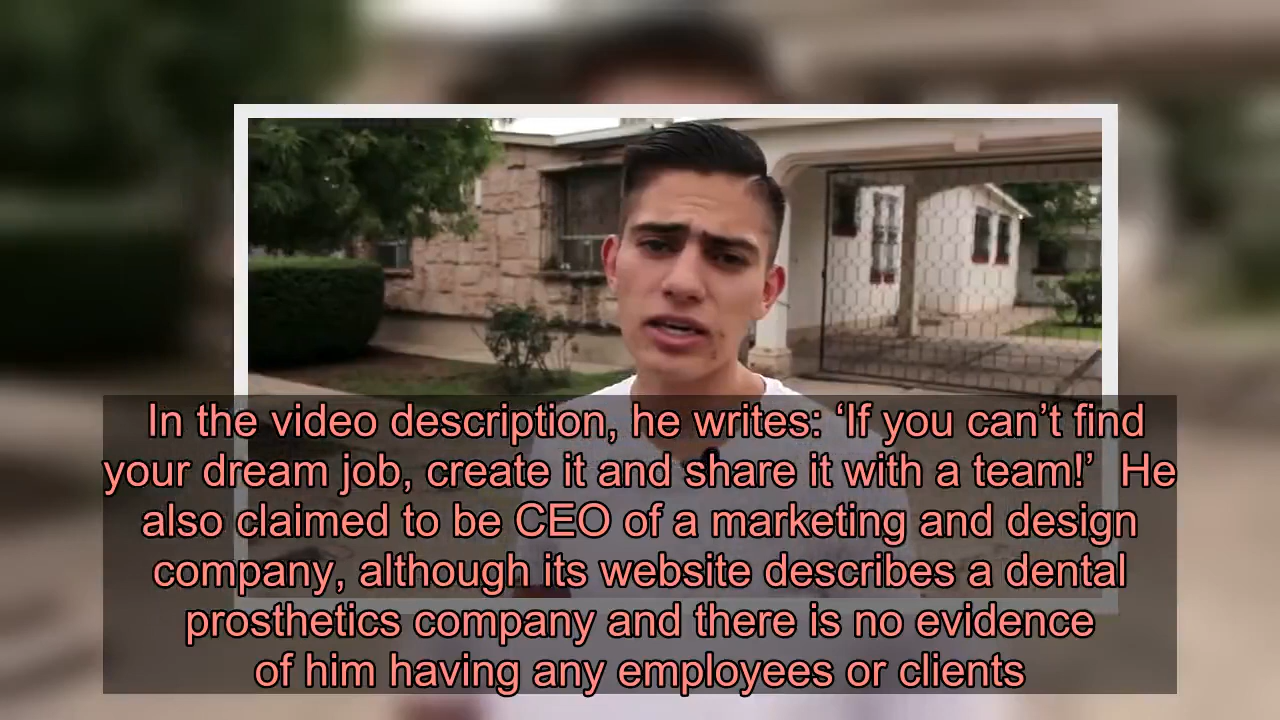 In the video description, he writes: ‘If you can’t find
your dream job, create it and share it with a team!’  He
also claimed to be CEO of a marketing and design
company, although its website describes a dental
prosthetics company and there is no evidence
of him having any employees or clients